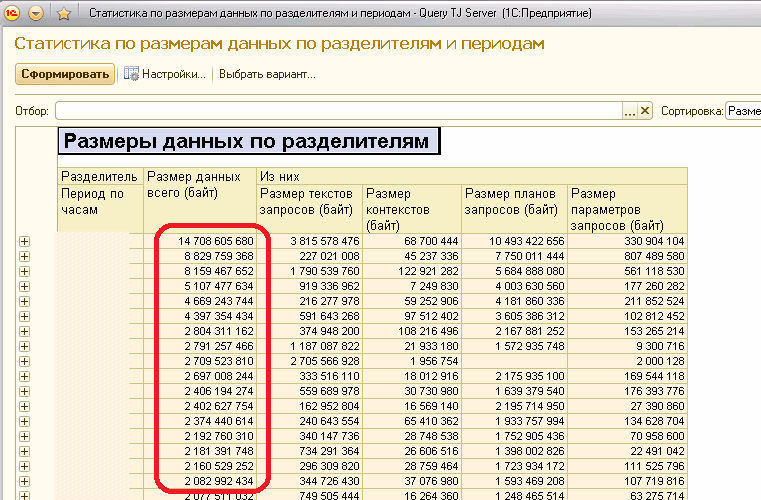 Статистика по размерам данных по разделителям и периодам - Query TJ Server (1С:Предприятие)
Статистика по размерам данных по разделителям и периодам
Сформировать Настройки... Выбрать вариант...
Отбор: ... Сортировка: Разме
Размеры данных по разделителям
Разделитель Размер данных Из них
Период по всего (байт) Размер текстов Размер Размер планов Размер
часам запросов (байт) контекстов запросов (байт) параметров
(байт) запросов (байт)
14 708 605 680 3 815 578 476 68 700 444 10 493 422 656 330 904 104
8 829 759 368 227 021 008 45 237 336 7 750 011 444 807 489 580
8 159 467 652 1 790 539 760 122 921 282 5 684 888 080 561 118 530
5 107 477 634 919 336 962 7 249 830 4 003 630 560 177 260 282
4 669 243 744 216 277 978 59 252 906 4 181 860 336 211 852 524
4 397 354 434 591 643 268 97 512 402 3 605 386 312 102 812 452
2 804 311 162 374 948 200 108 216 496 2 167 881 252 153 265 214
2 791 257 466 1 187 087 822 21 933 180 1 572 935 748 9 300 716
2 709 523 810 2 705 566 928 1 956 754 2 000 128
2 697 008 244 333 516 110 18 012 916 2 175 935 100 169 544 118
2 406 194 274 559 689 978 30 730 980 1 639 379 540 176 393 776
2 402 627 754 162 952 804 16 569 140 2 195 714 950 27 390 860
2 374 440 614 240 643 554 65 410 362 1 933 757 994 134 628 704
2 192 760 310 340 147 736 28 748 538 1 752 905 436 70 958 600
2 181 391 748 734 291 364 26 606 516 1 398 002 826 22 491 042
2 160 529 252 296 309 820 28 759 464 1 723 934 172 111 525 796
2 082 992 434 344 726 430 37 076 980 1 593 469 208 107 719 816
2 077 511 032 749 505 444 16 264 360 1 248 465 514 63 275 714